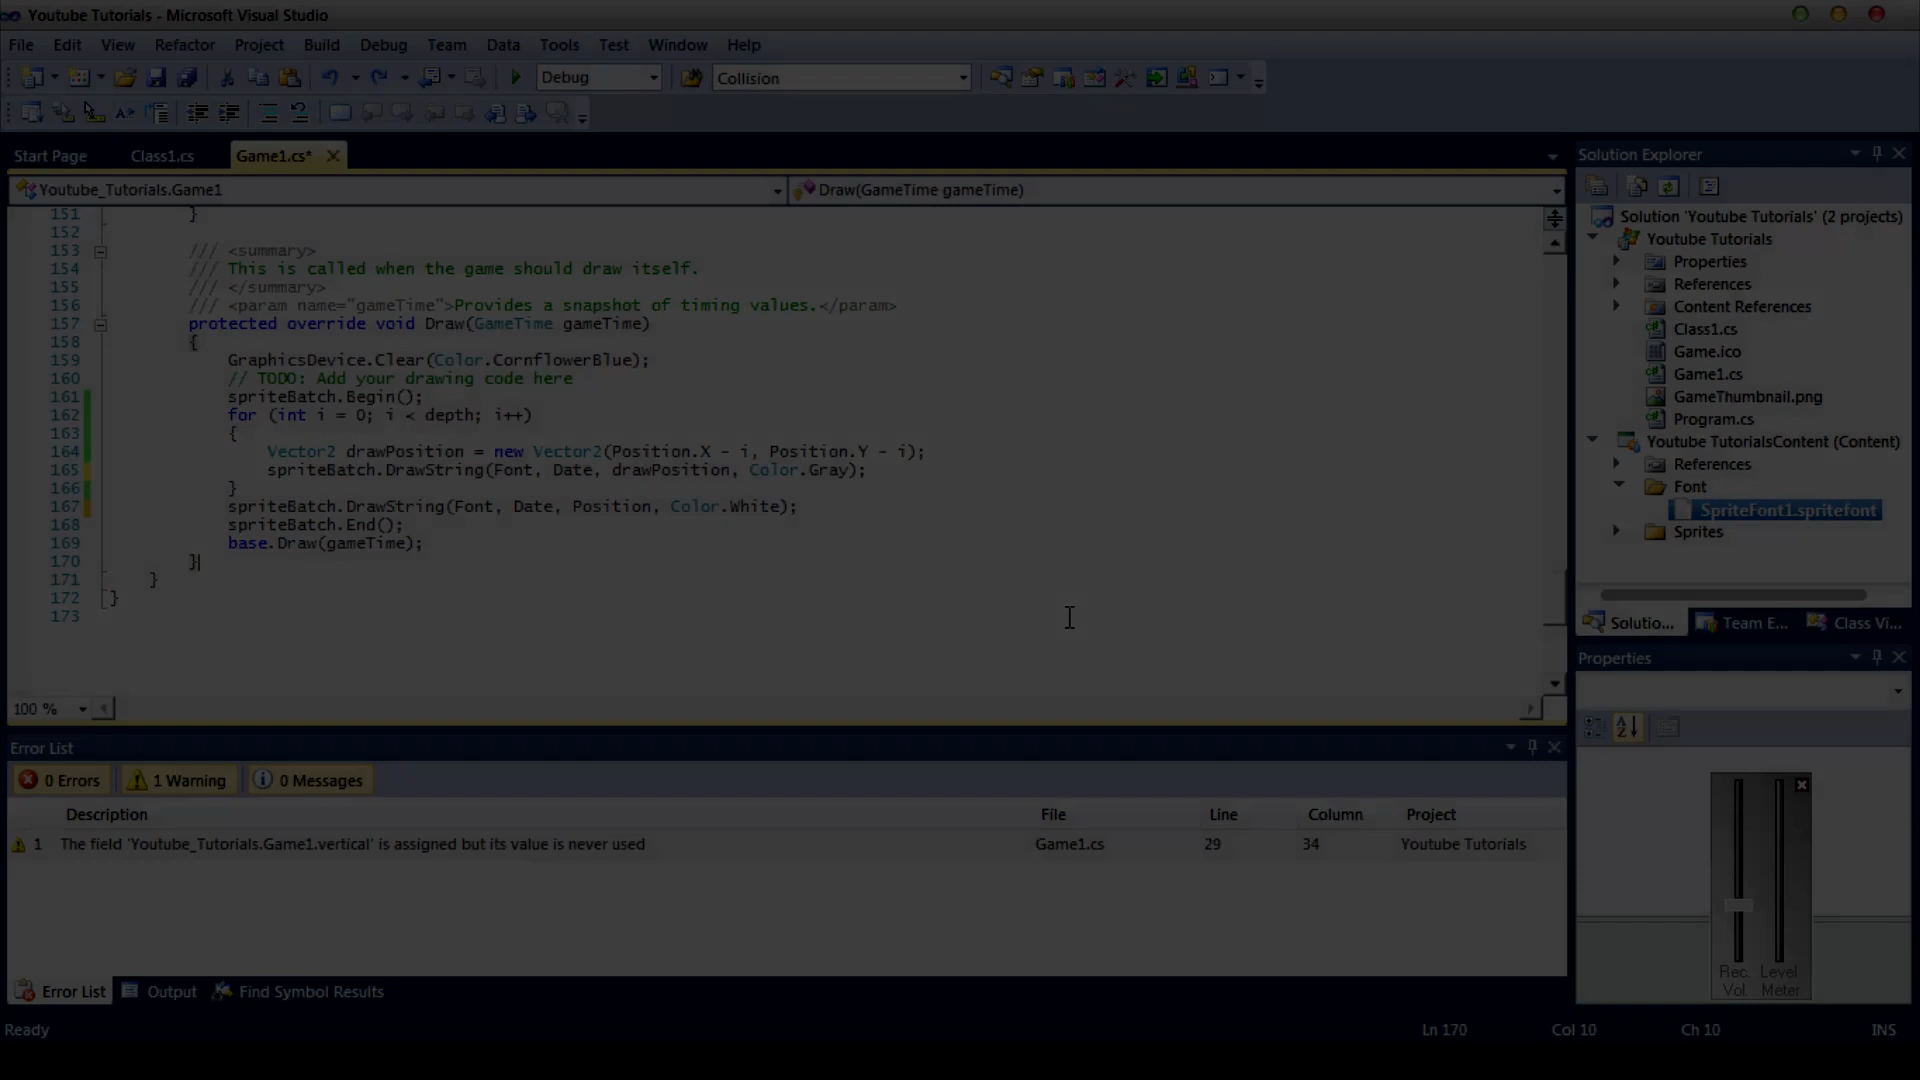 Youtube Tutorials - Microsoft Visual Studio
File Edit View Refactor Project Build Debug Team Data Tools Test Window Help
Debug Collision
Start Page Class1.cs Game1.cs*
Youtube_Tutorials.Game1 Draw(GameTime gameTime)
151 }
152
153 /// <summary>
154 /// This is called when the game should draw itself.
155 /// </summary>
156 /// <param name="gameTime">Provides a snapshot of timing values.</param>
157 protected override void Draw(GameTime gameTime)
158 {
159 GraphicsDevice.Clear(Color.CornflowerBlue);
160 // TODO: Add your drawing code here
161 spriteBatch.Begin();
162 for (int i = 0; i < depth; i++)
163 {
164 Vector2 drawPosition = new Vector2(Position.X - i, Position.Y - i);
165 spriteBatch.DrawString(Font, Date, drawPosition, Color.Gray);
166 }
167 spriteBatch.DrawString(Font, Date, Position, Color.White);
168 spriteBatch.End();
169 base.Draw(gameTime);
170 }
171 }
172 }
173
100 %
Solution Explorer
Solution 'Youtube Tutorials' (2 projects)
Youtube Tutorials
Properties
References
Content References
Class1.cs
Game.ico
Game1.cs
GameThumbnail.png
Program.cs
Youtube TutorialsContent (Content)
References
Font
SpriteFont1.spritefont
Sprites
Solutio... Team E... Class Vi...
Properties
Rec. Level
Vol. Meter
Error List
0 Errors 1 Warning 0 Messages
Description File Line Column Project
1 The field 'Youtube_Tutorials.Game1.vertical' is assigned but its value is never used Game1.cs 29 34 Youtube Tutorials
Error List Output Find Symbol Results
Ready Ln 170 Col 10 Ch 10 INS